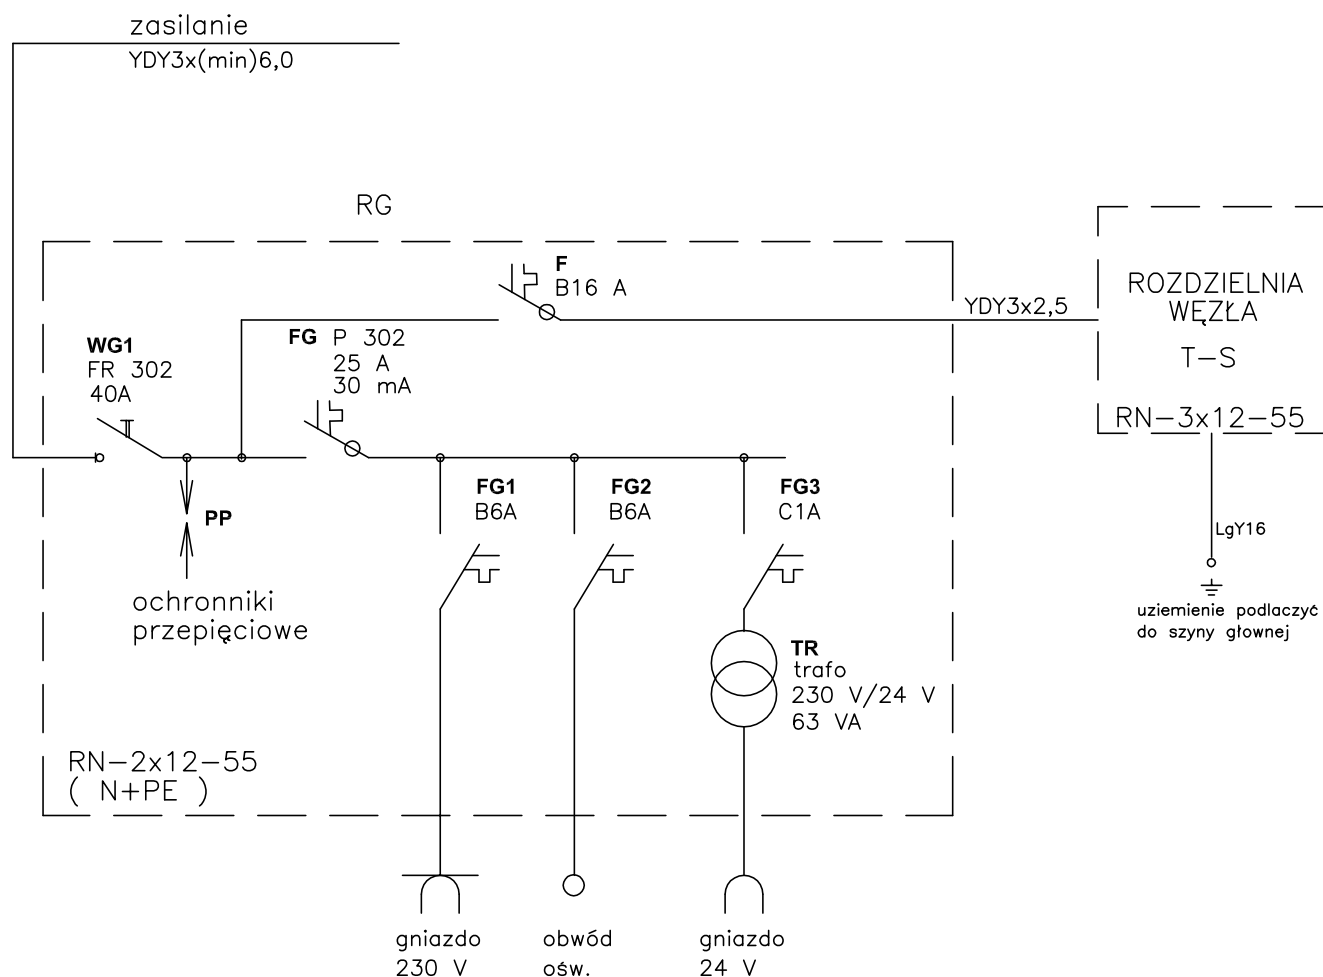 zasilanie
YDY3x(min)6,0
RG
F
B16 A
YDY3x2,5
ROZDZIELNIA
WĘZŁA
T-S
RN-3x12-55
WG1
FR 302
40A
FG P 302
25 A
30 mA
PP
ochronniki
przepięciowe
FG1
B6A
FG2
B6A
FG3
C1A
LgY16
uziemienie podlaczyć
do szyny głownej
TR
trafo
230 V/24 V
63 VA
RN-2x12-55
( N+PE )
gniazdo
230 V
obwód
ośw.
gniazdo
24 V